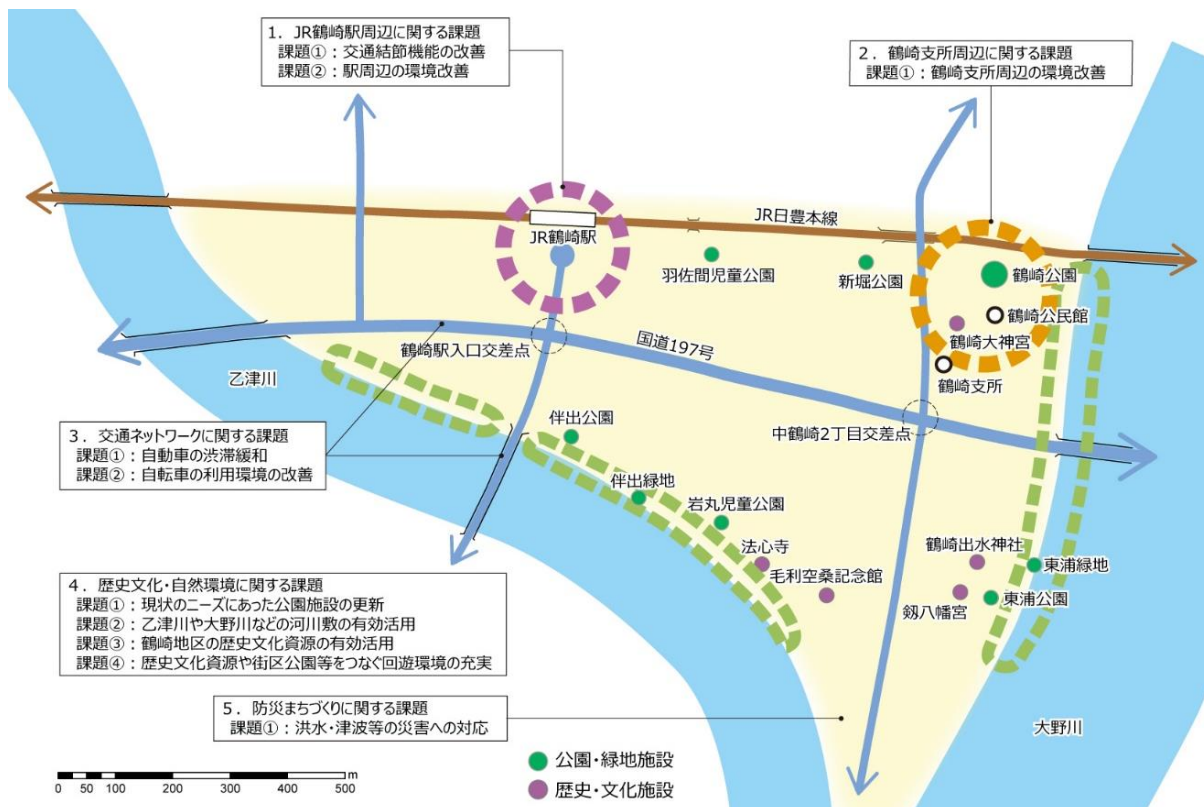 1．JR鶴崎駅周辺に関する課題
課題①：交通結節機能の改善
課題②：駅周辺の環境改善
2．鶴崎支所周辺に関する課題
課題①：鶴崎支所周辺の環境改善
JR日豊本線
JR鶴崎駅
羽佐間児童公園
新堀公園
鶴崎公園
鶴崎公民館
鶴崎大神宮
鶴崎支所
国道197号
鶴崎駅入口交差点
乙津川
中鶴崎2丁目交差点
伴出公園
3．交通ネットワークに関する課題
課題①：自動車の渋滞緩和
課題②：自転車の利用環境の改善
伴出緑地
岩丸児童公園
法心寺
毛利空桑記念館
鶴崎出水神社
東浦緑地
剱八幡宮
東浦公園
4．歴史文化・自然環境に関する課題
課題①：現状のニーズにあった公園施設の更新
課題②：乙津川や大野川などの河川敷の有効活用
課題③：鶴崎地区の歴史文化資源の有効活用
課題④：歴史文化資源や街区公園等をつなぐ回遊環境の充実
5．防災まちづくりに関する課題
課題①：洪水・津波等の災害への対応
大野川
公園・緑地施設
歴史・文化施設
m
0 25 50 100 200 300 400 500